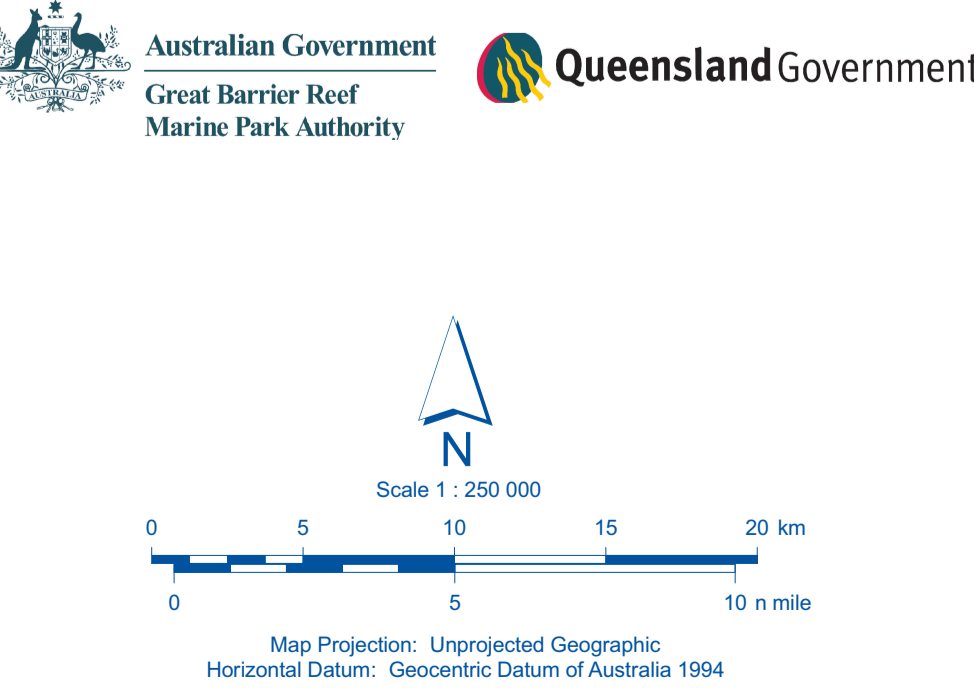 AUSTRALIA
Australian Government
Great Barrier Reef
Marine Park Authority
Queensland Government
N
Scale 1 : 250 000
0 5 10 15 20 km
0 5 10 n mile
Map Projection: Unprojected Geographic
Horizontal Datum: Geocentric Datum of Australia 1994